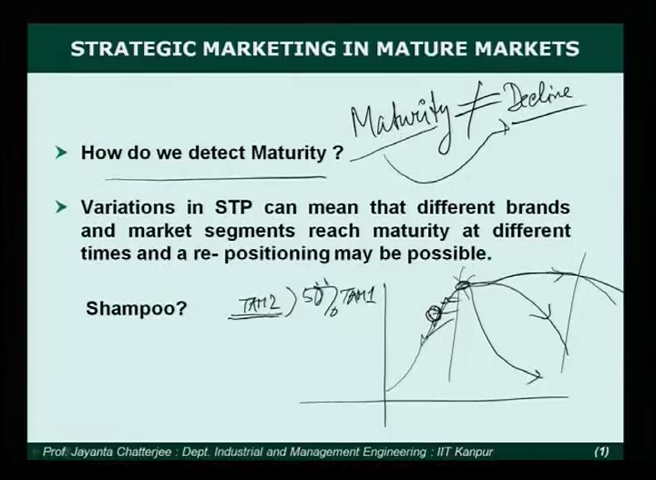 STRATEGIC MARKETING IN MATURE MARKETS
Maturity ≠ Decline
➤ How do we detect Maturity ?
➤ Variations in STP can mean that different brands
and market segments reach maturity at different
times and a re- positioning may be possible.
Shampoo?
TAM2 ) 50% TAM1
Prof. Jayanta Chatterjee : Dept. Industrial and Management Engineering : IIT Kanpur
(1)